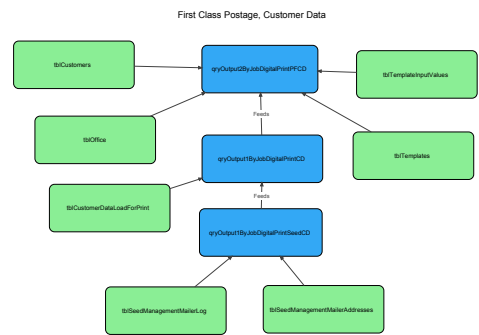 First Class Postage, Customer Data
tblCustomers
qryOutput2ByJobDigitalPrintPFCD
tblTemplateInputValues
Feeds
tblOffice
qryOutput1ByJobDigitalPrintCD
tblTemplates
Feeds
tblCustomerDataLoadForPrint
qryOutput1ByJobDigitalPrintSeedCD
tblSeedManagementMailerLog
tblSeedManagementMailerAddresses